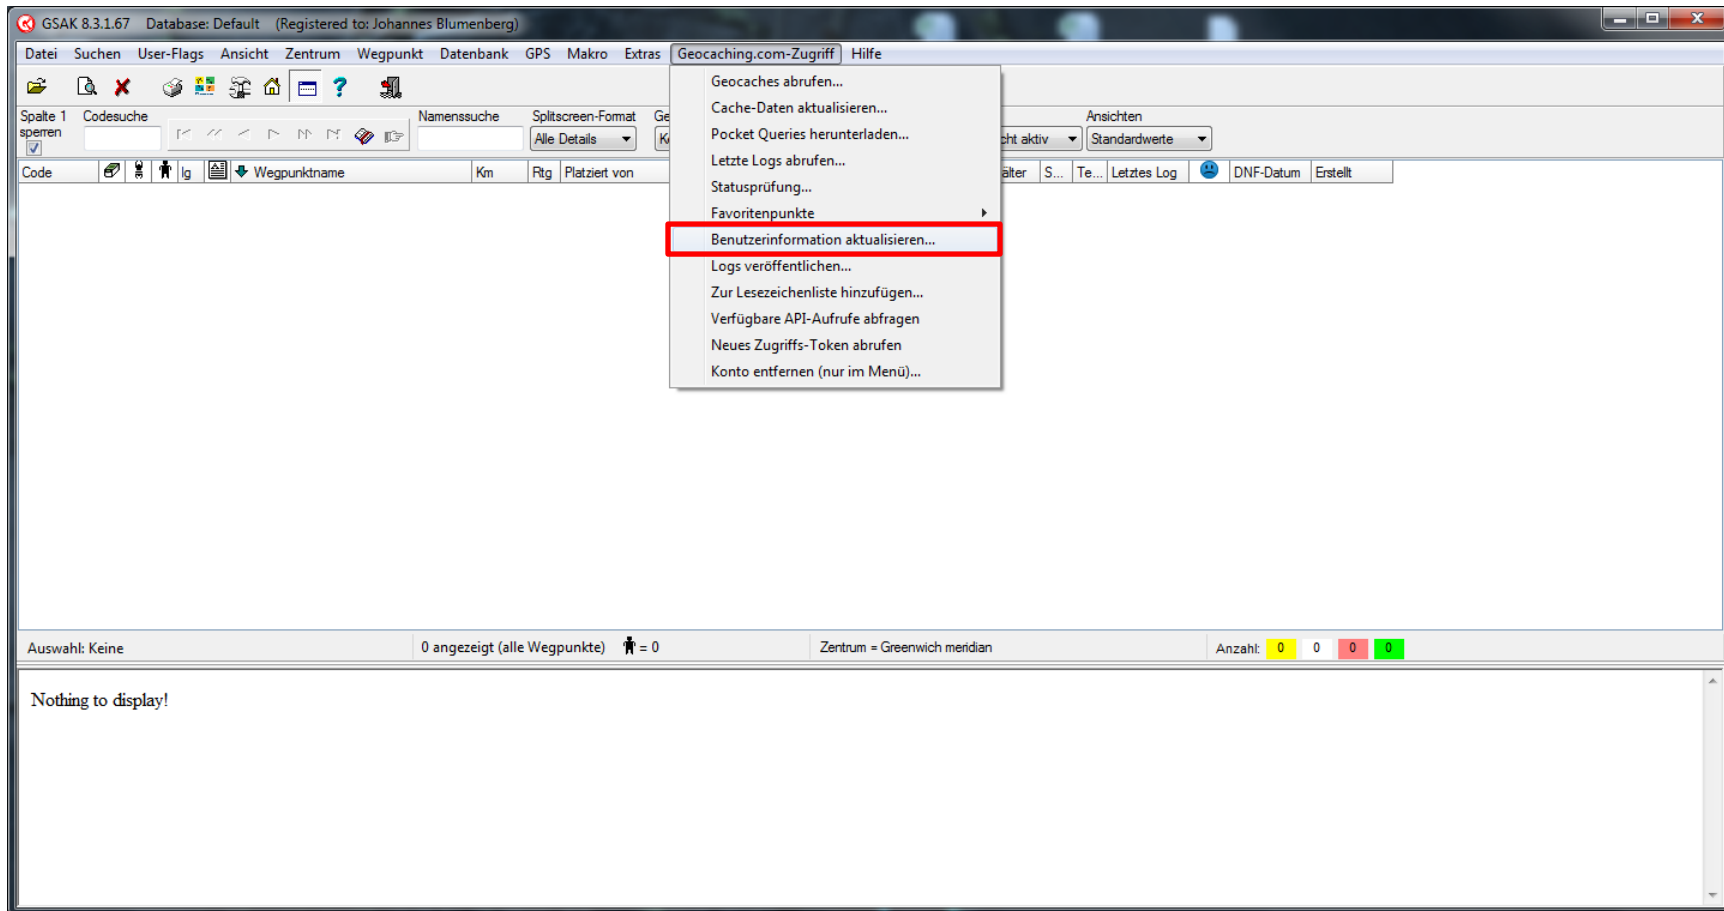 GSAK 8.3.1.67 Database: Default (Registered to: Johannes Blumenberg)
Datei Suchen User-Flags Ansicht Zentrum Wegpunkt Datenbank GPS Makro Extras Geocaching.com-Zugriff Hilfe
Geocaches abrufen...
Cache-Daten aktualisieren...
Pocket Queries herunterladen...
Letzte Logs abrufen...
Statusprüfung...
Favoritenpunkte
Benutzerinformation aktualisieren...
Logs veröffentlichen...
Zur Lesezeichenliste hinzufügen...
Verfügbare API-Aufrufe abfragen
Neues Zugriffs-Token abrufen
Konto entfernen (nur im Menü)...
Spalte 1 sperren Codesuche Namenssuche Splitscreen-Format Ge Ansichten
Alle Details cht aktiv Standardwerte
Code lg Wegpunktname Km Rtg Platziert von älter S... Te... Letztes Log DNF-Datum Erstellt
Auswahl: Keine 0 angezeigt (alle Wegpunkte) = 0 Zentrum = Greenwich meridian Anzahl: 0 0 0 0
Nothing to display!